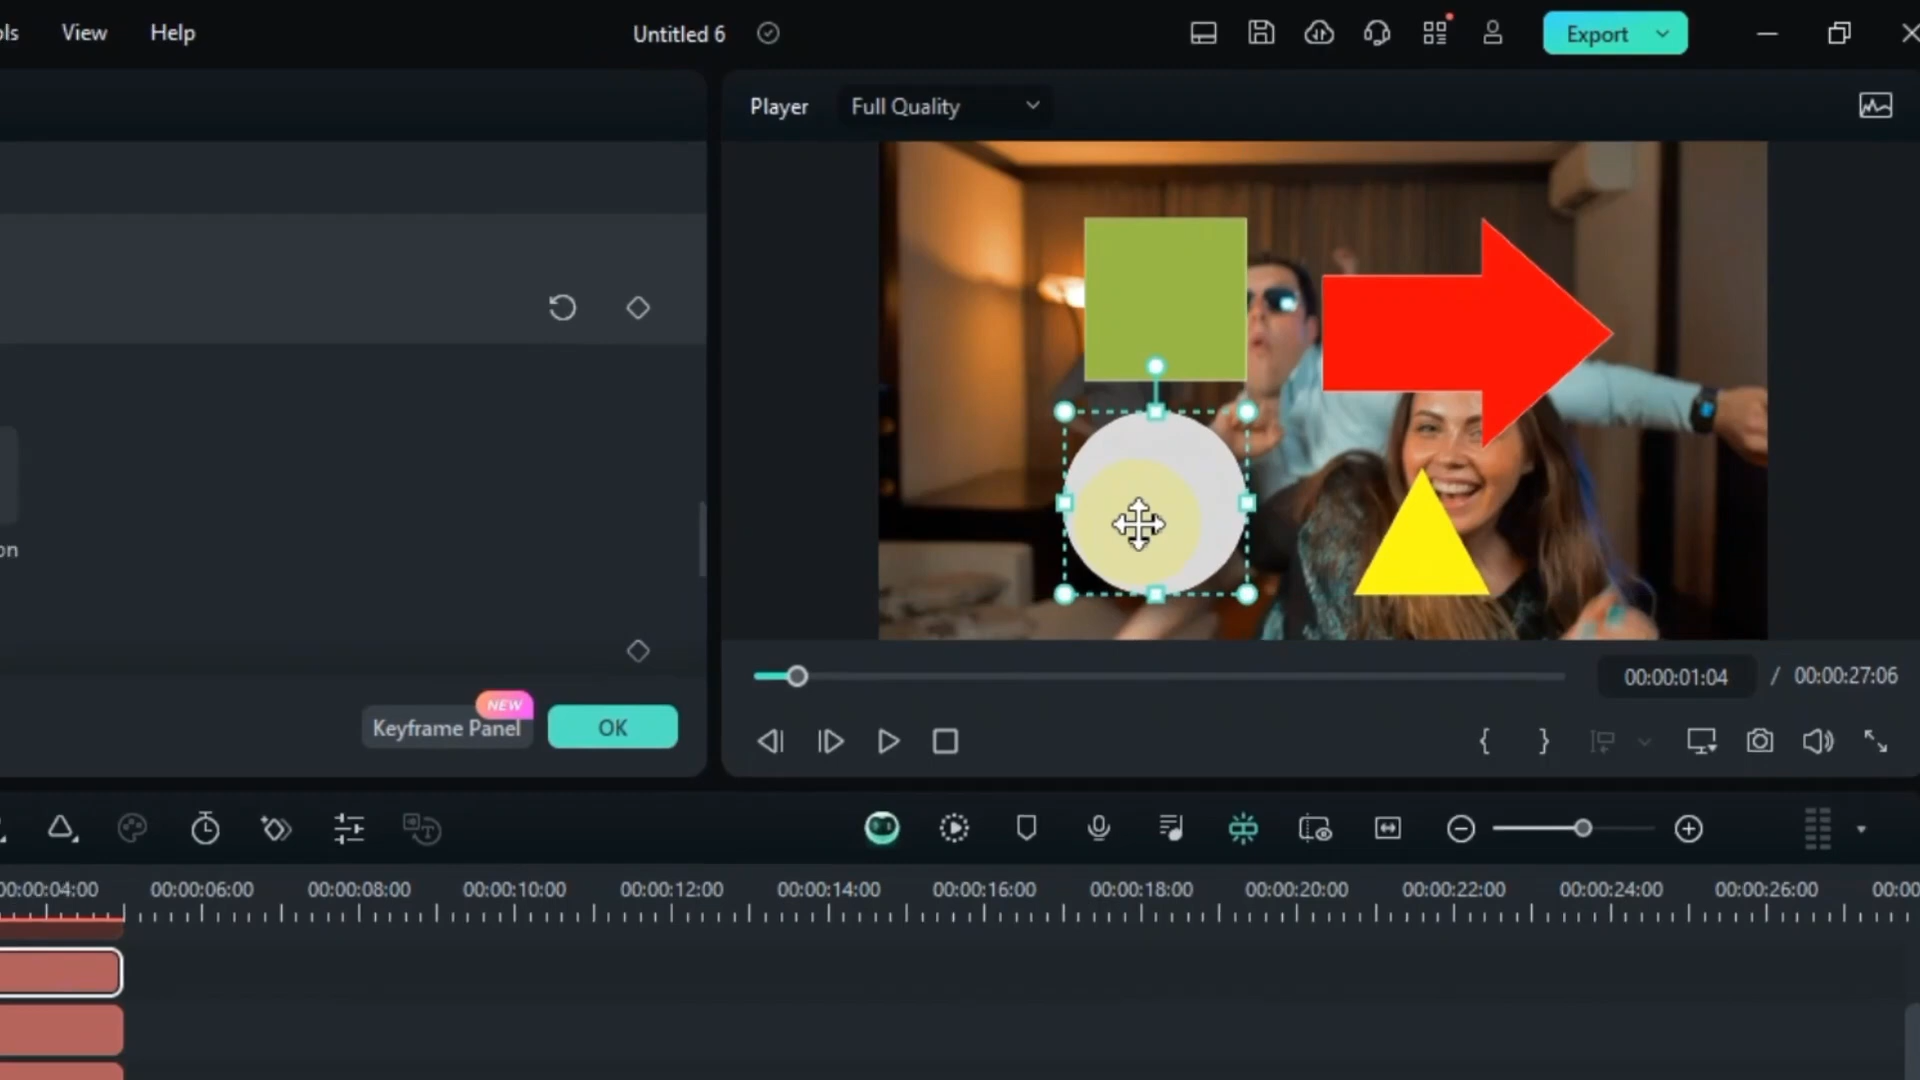 ols View Help Untitled 6 Export
Player Full Quality
on
00:00:01:04 / 00:00:27:06
NEW
Keyframe Panel OK
00:00:04:00 00:00:06:00 00:00:08:00 00:00:10:00 00:00:12:00 00:00:14:00 00:00:16:00 00:00:18:00 00:00:20:00 00:00:22:00 00:00:24:00 00:00:26:00 00:00